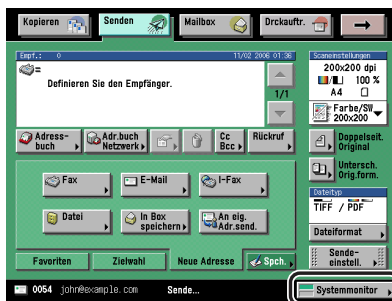 Kopieren Senden Mailbox Drckauftr.
Empf.: 0 11/02 2006 01:36
Definieren Sie den Empfänger.
1/1
Adress-
buch
Adr.buch
Netzwerk
Cc
Bcc
Rückruf
Fax E-Mail I-Fax
Datei
In Box
speichern
An eig.
Adr.send.
Favoriten Zielwahl Neue Adresse Spch.
Scaneinstellungen
200x200 dpi
100 %
A4
Farbe/SW
200x200
Doppelseit.
Original
Untersch.
Orig.form.
Dateityp
TIFF / PDF
Dateiformat
Sende-
einstell.
0054 john@example.com Sende... Systemmonitor